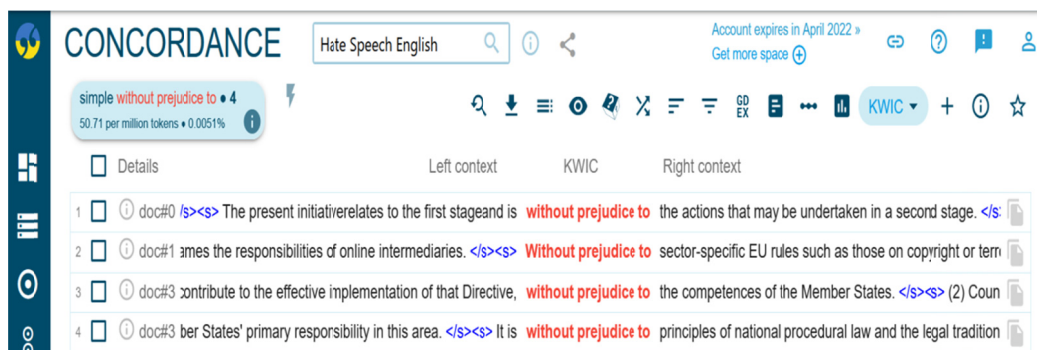 CONCORDANCE
Hate Speech English
Account expires in April 2022 »
Get more space
simple without prejudice to • 4
50.71 per million tokens • 0.0051%
GD
EX
KWIC
Details Left context KWIC Right context
1 doc#0 /s><s> The present initiativerelates to the first stageand is without prejudice to the actions that may be undertaken in a second stage. </s:
2 doc#1 ames the responsibilities of online intermediaries. </s><s> Without prejudice to sector-specific EU rules such as those on copyright or terr
3 doc#3 contribute to the effective implementation of that Directive, without prejudice to the competences of the Member States. </s><s> (2) Coun
4 doc#3 ber States' primary responsibility in this area. </s><s> It is without prejudice to principles of national procedural law and the legal tradition